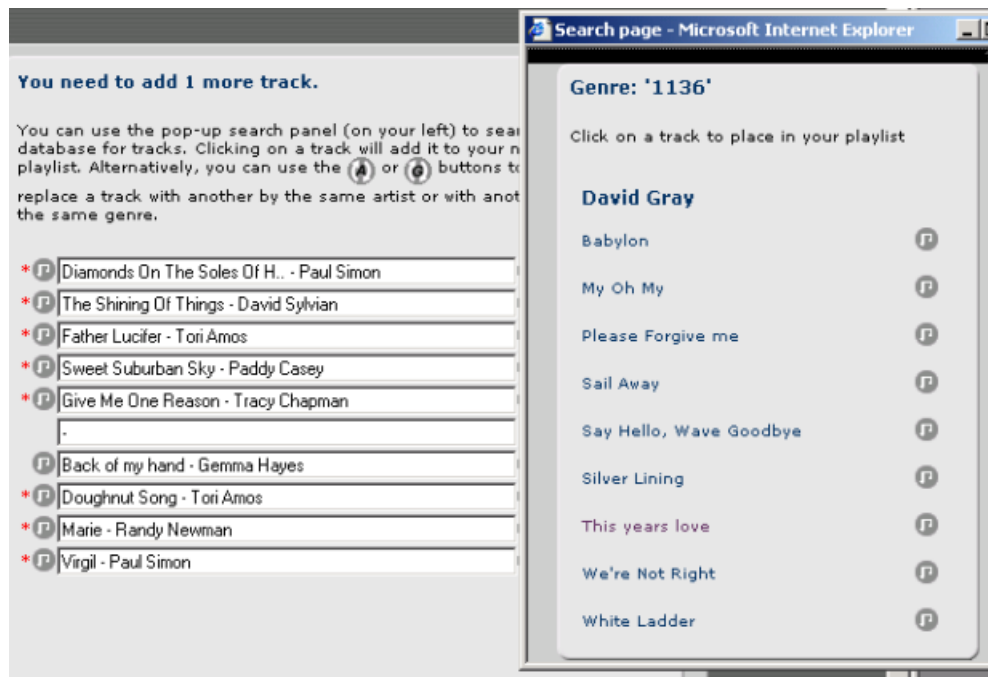 You need to add 1 more track.
You can use the pop-up search panel (on your left) to
database for tracks. Clicking on a track will add it to your
playlist. Alternatively, you can use the A or G buttons
replace a track with another by the same artist or with
the same genre.
* Diamonds On The Soles Of H.. - Paul Simon
* The Shining Of Things - David Sylvian
* Father Lucifer - Tori Amos
* Sweet Suburban Sky - Paddy Casey
* Give Me One Reason - Tracy Chapman
-
Back of my hand - Gemma Hayes
* Doughnut Song - Tori Amos
* Marie - Randy Newman
* Virgil - Paul Simon
Search page - Microsoft Internet Explorer
Genre: '1136'
Click on a track to place in your playlist
David Gray
Babylon
My Oh My
Please Forgive me
Sail Away
Say Hello, Wave Goodbye
Silver Lining
This years love
We're Not Right
White Ladder